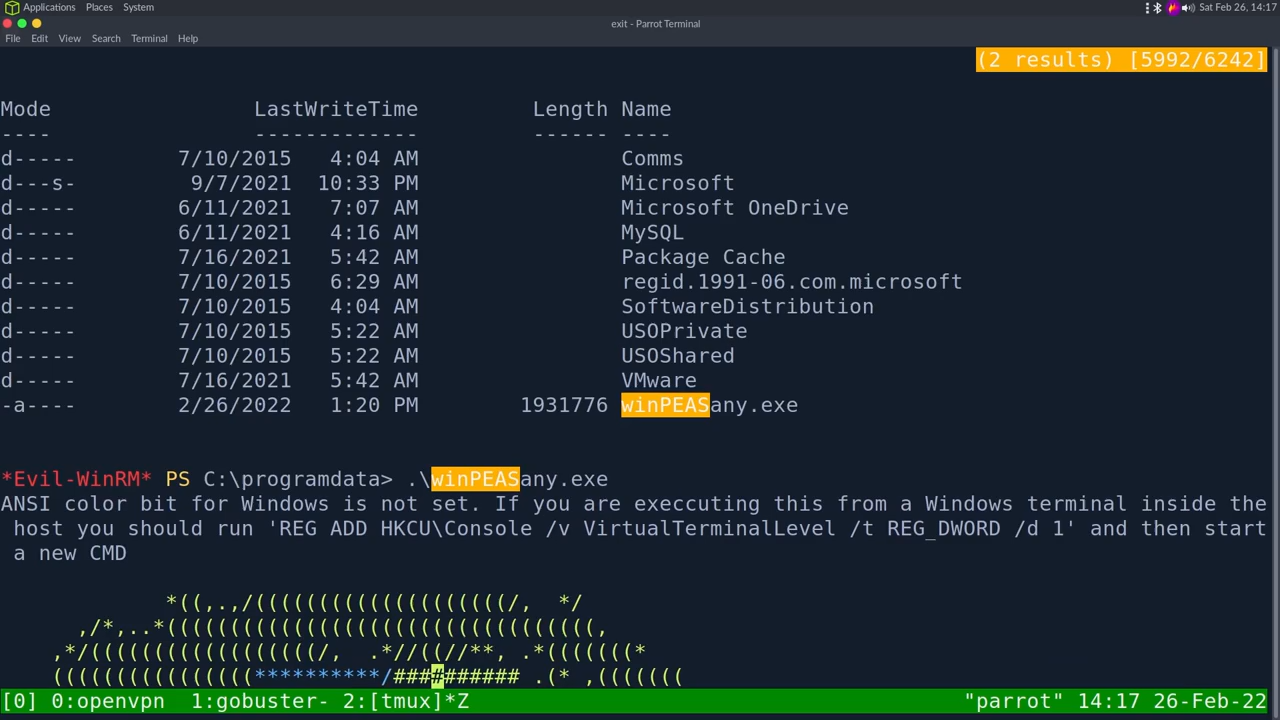 Applications Places System Sat Feb 26, 14:17
exit - Parrot Terminal
File Edit View Search Terminal Help
(2 results) [5992/6242]
Mode LastWriteTime Length Name
---- ------------- ------ ----
d----- 7/10/2015 4:04 AM Comms
d---s- 9/7/2021 10:33 PM Microsoft
d----- 6/11/2021 7:07 AM Microsoft OneDrive
d----- 6/11/2021 4:16 AM MySQL
d----- 7/16/2021 5:42 AM Package Cache
d----- 7/10/2015 6:29 AM regid.1991-06.com.microsoft
d----- 7/10/2015 4:04 AM SoftwareDistribution
d----- 7/10/2015 5:22 AM USOPrivate
d----- 7/10/2015 5:22 AM USOShared
d----- 7/16/2021 5:42 AM VMware
-a---- 2/26/2022 1:20 PM 1931776 winPEASany.exe
*Evil-WinRM* PS C:\programdata> .\winPEASany.exe
ANSI color bit for Windows is not set. If you are execcuting this from a Windows terminal inside the
host you should run 'REG ADD HKCU\Console /v VirtualTerminalLevel /t REG_DWORD /d 1' and then start
a new CMD
*((,.,/((((((((((((((((((((/, */
,/*,..*((((((((((((((((((((((((((((((((((,
,*/((((((((((((((((((/, .*//((//**, .*(((((((*
((((((((((((((((**********/########## .(* ,(((((((
[0] 0:openvpn 1:gobuster- 2:[tmux]*Z "parrot" 14:17 26-Feb-22